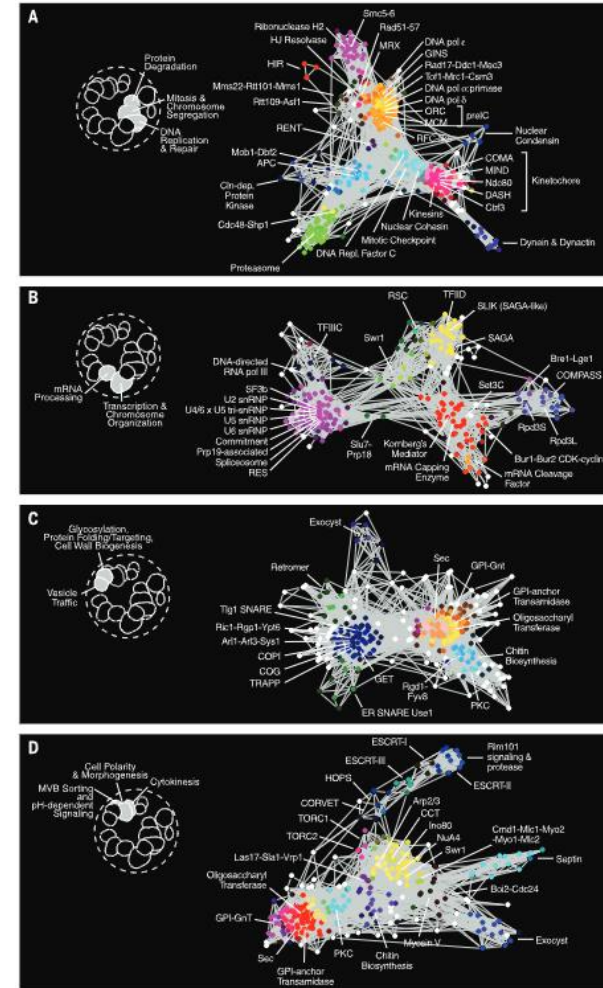 A
Protein
Degradation
Mitosis &
Chromosome
Segregation
DNA
Replication
& Repair
Smc5-6
Ribonuclease H2
Rad51-57
HJ Resolvase
MRX
HIR
Mms22-Rtt101-Mms1
Rtt109-Asf1
RENT
Mob1-Dbf2
APC
Cln-dep.
Protein
Kinase
Cdc48-Shp1
Proteasome
DNA pol ε
GINS
Rad17-Ddc1-Mec3
Tof1-Mrc1-Csm3
DNA pol α:primase
DNA pol δ
ORC
MCM
preIC
Nuclear
Condensin
COMA
MIND
Ndc80
DASH
Cbf3
Kinetochore
Kinesins
Nuclear Cohesin
Mitotic Checkpoint
DNA Repl. Factor C
Dynein & Dynactin
B
mRNA
Processing
Transcription &
Chromosome
Organization
TFIIIC
DNA-directed
RNA pol III
SF3b
U2 snRNP
U4/6 x U5 tri-snRNP
U5 snRNP
U6 snRNP
Commitment
Prp19-associated
Spliceosome
RES
RSC
TFIID
SLIK (SAGA-like)
Swr1
SAGA
Bre1-Lge1
COMPASS
Set3C
Rpd3S
Rpd3L
Slu7-
Prp18
Kornberg's
Mediator
mRNA Capping
Enzyme
Bur1-Bur2 CDK-cyclin
mRNA Cleavage
Factor
C
Glycosylation,
Protein Folding/Targeting,
Cell Wall Biogenesis
Vesicle
Traffic
Exocyst
Retromer
Tlg1 SNARE
Ric1-Rgp1-Ypt6
Arl1-Arl3-Sys1
COPI
COG
TRAPP
Sec
GPI-Gnt
GPI-anchor
Transamidase
Oligosaccharyl
Transferase
Chitin
Biosynthesis
PKC
GET
Rgd1-
Fyv8
ER SNARE Use1
D
Cell Polarity
& Morphogenesis
MVB Sorting
and
pH-dependent
Signaling
Cytokinesis
ESCRT-I
ESCRT-III
HOPS
CORVET
TORC1
TORC2
Las17-Sla1-Vrp1
Oligosaccharyl
Transferase
GPI-GnT
Sec
GPI-anchor
Transamidase
PKC
Chitin
Biosynthesis
Myosin V
Rim101
signaling &
protease
ESCRT-II
Arp2/3
CCT
Ino80
NuA4
Swr1
Cmd1-Mlc1-Myo2
-Myo1-Mlc2
Septin
Boi2-Cdc24
Exocyst